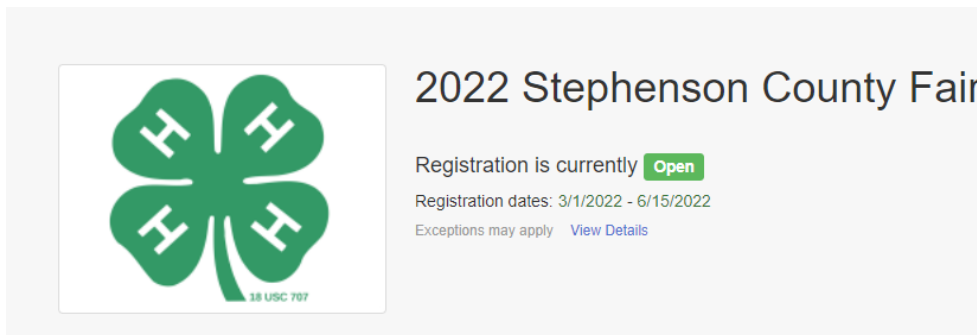 H H
H H
18 USC 707
2022 Stephenson County Fair
Registration is currently Open
Registration dates: 3/1/2022 - 6/15/2022
Exceptions may apply View Details